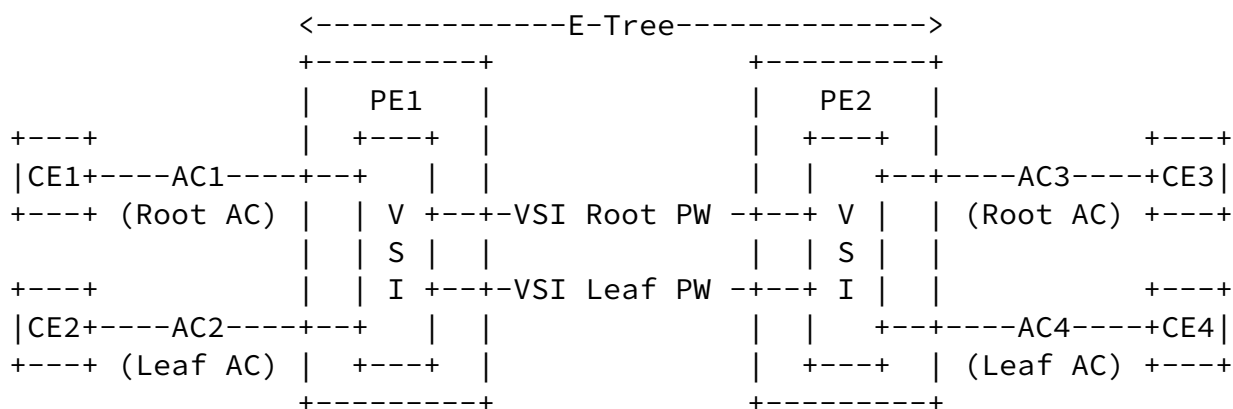 <--------------E-Tree-------------->
+---------+ +---------+
| PE1 | | PE2 |
+---+ | +---+ | | +---+ | +---+
|CE1+----AC1----+--+ | | | | +--+----AC3----+CE3|
+---+ (Root AC) | | V +--+-VSI Root PW -+--+ V | | (Root AC) +---+
| | S | | | | S | |
+---+ | | I +--+-VSI Leaf PW -+--+ I | | +---+
|CE2+----AC2----+--+ | | | | +--+----AC4----+CE4|
+---+ (Leaf AC) | +---+ | | +---+ | (Leaf AC) +---+
+---------+ +---------+